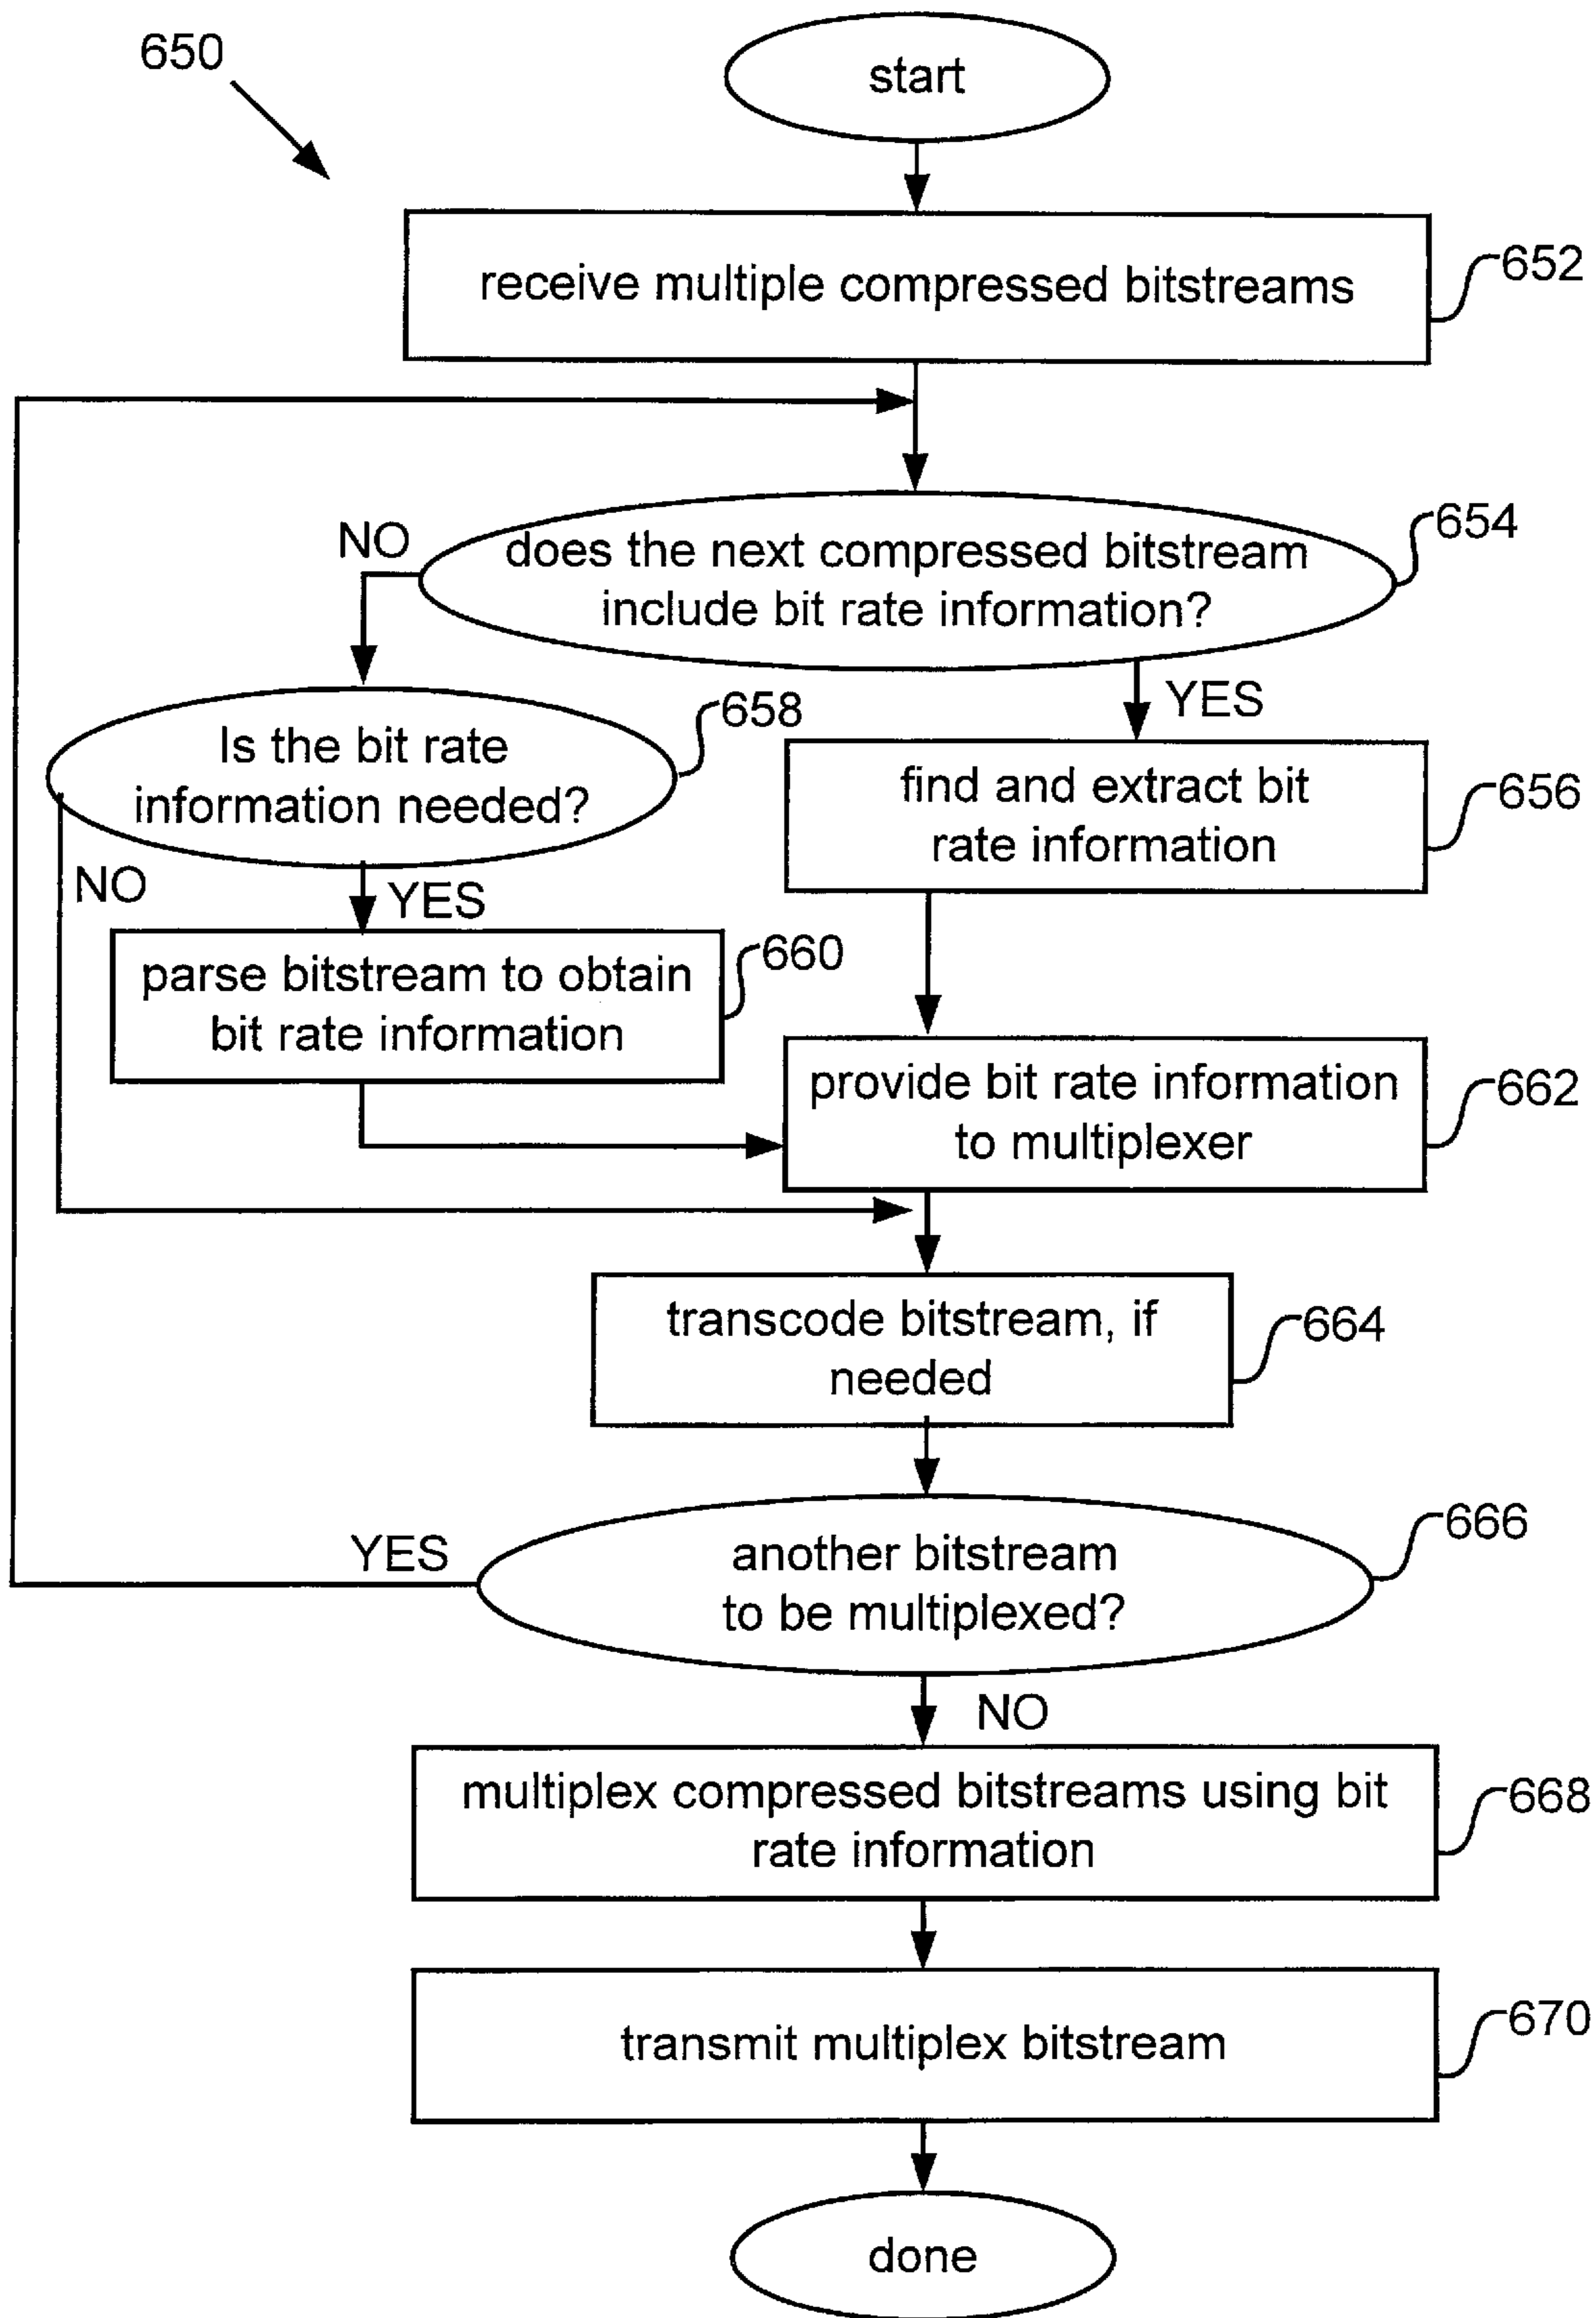 650
start
receive multiple compressed bitstreams
652
does the next compressed bitstream
include bit rate information?
654
NO
YES
Is the bit rate
information needed?
658
find and extract bit
rate information
656
NO
YES
parse bitstream to obtain
bit rate information
660
provide bit rate information
to multiplexer
662
transcode bitstream, if
needed
664
another bitstream
to be multiplexed?
666
YES
NO
multiplex compressed bitstreams using bit
rate information
668
transmit multiplex bitstream
670
done